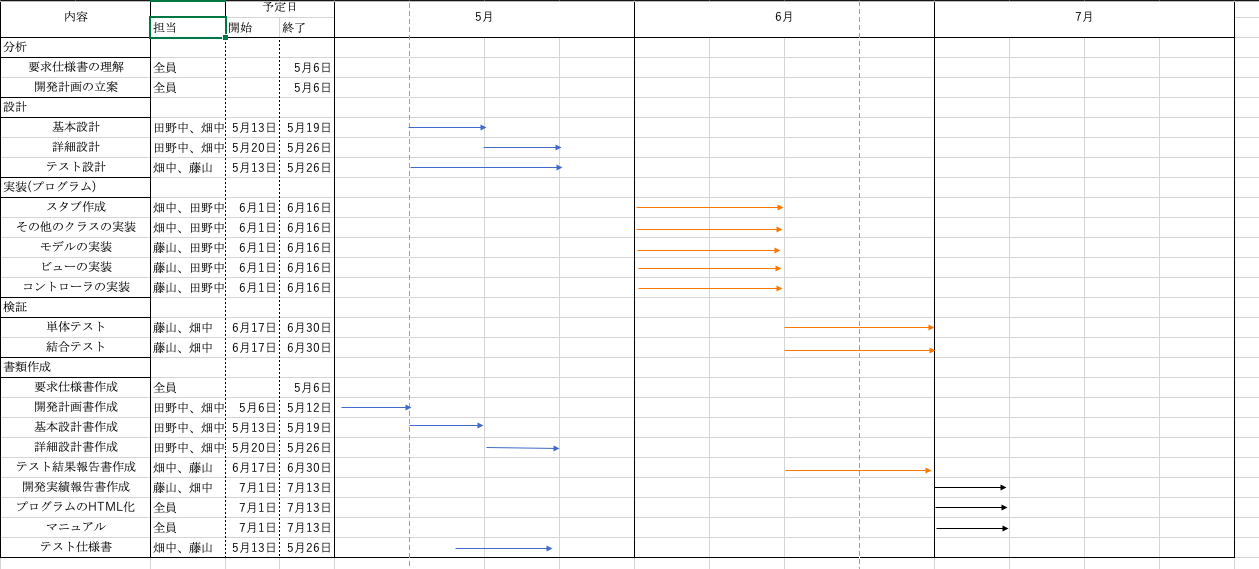 内容 予定日 5月 6月 7月
担当 開始 終了
分析
要求仕様書の理解 全員 5月6日
開発計画の立案 全員 5月6日
設計
基本設計 田野中、畑中 5月13日 5月19日
詳細設計 田野中、畑中 5月20日 5月26日
テスト設計 畑中、藤山 5月13日 5月26日
実装(プログラム)
スタブ作成 畑中、田野中 6月1日 6月16日
その他のクラスの実装 畑中、田野中 6月1日 6月16日
モデルの実装 藤山、田野中 6月1日 6月16日
ビューの実装 藤山、田野中 6月1日 6月16日
コントローラの実装 藤山、田野中 6月1日 6月16日
検証
単体テスト 藤山、畑中 6月17日 6月30日
結合テスト 藤山、畑中 6月17日 6月30日
書類作成
要求仕様書作成 全員 5月6日
開発計画書作成 田野中、畑中 5月6日 5月12日
基本設計書作成 田野中、畑中 5月13日 5月19日
詳細設計書作成 田野中、畑中 5月20日 5月26日
テスト結果報告書作成 畑中、藤山 6月17日 6月30日
開発実績報告書作成 藤山、畑中 7月1日 7月13日
プログラムのHTML化 全員 7月1日 7月13日
マニュアル 全員 7月1日 7月13日
テスト仕様書 畑中、藤山 5月13日 5月26日